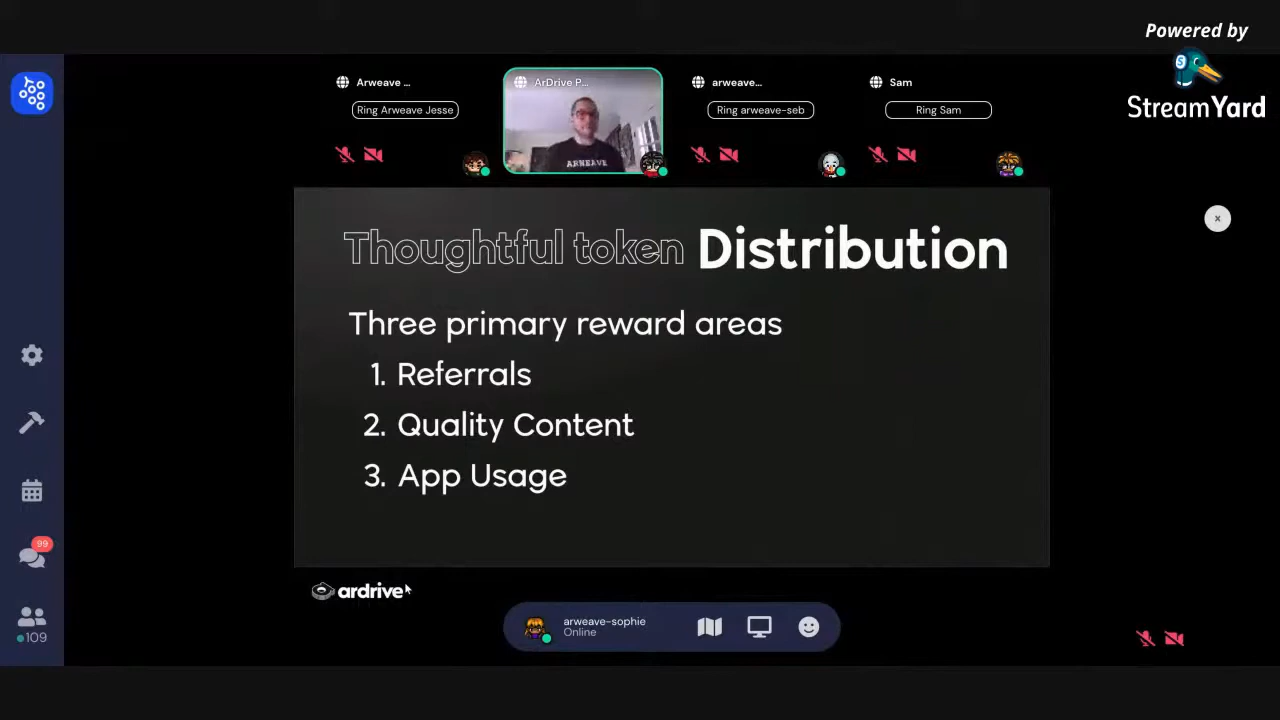 Powered by
StreamYard
Arweave ...
Ring Arweave Jesse
ArDrive P...
ARWEAVE
arweave...
Ring arweave-seb
Sam
Ring Sam
Thoughtful token Distribution
Three primary reward areas
1. Referrals
2. Quality Content
3. App Usage
ardrive
arweave-sophie
Online
99
109